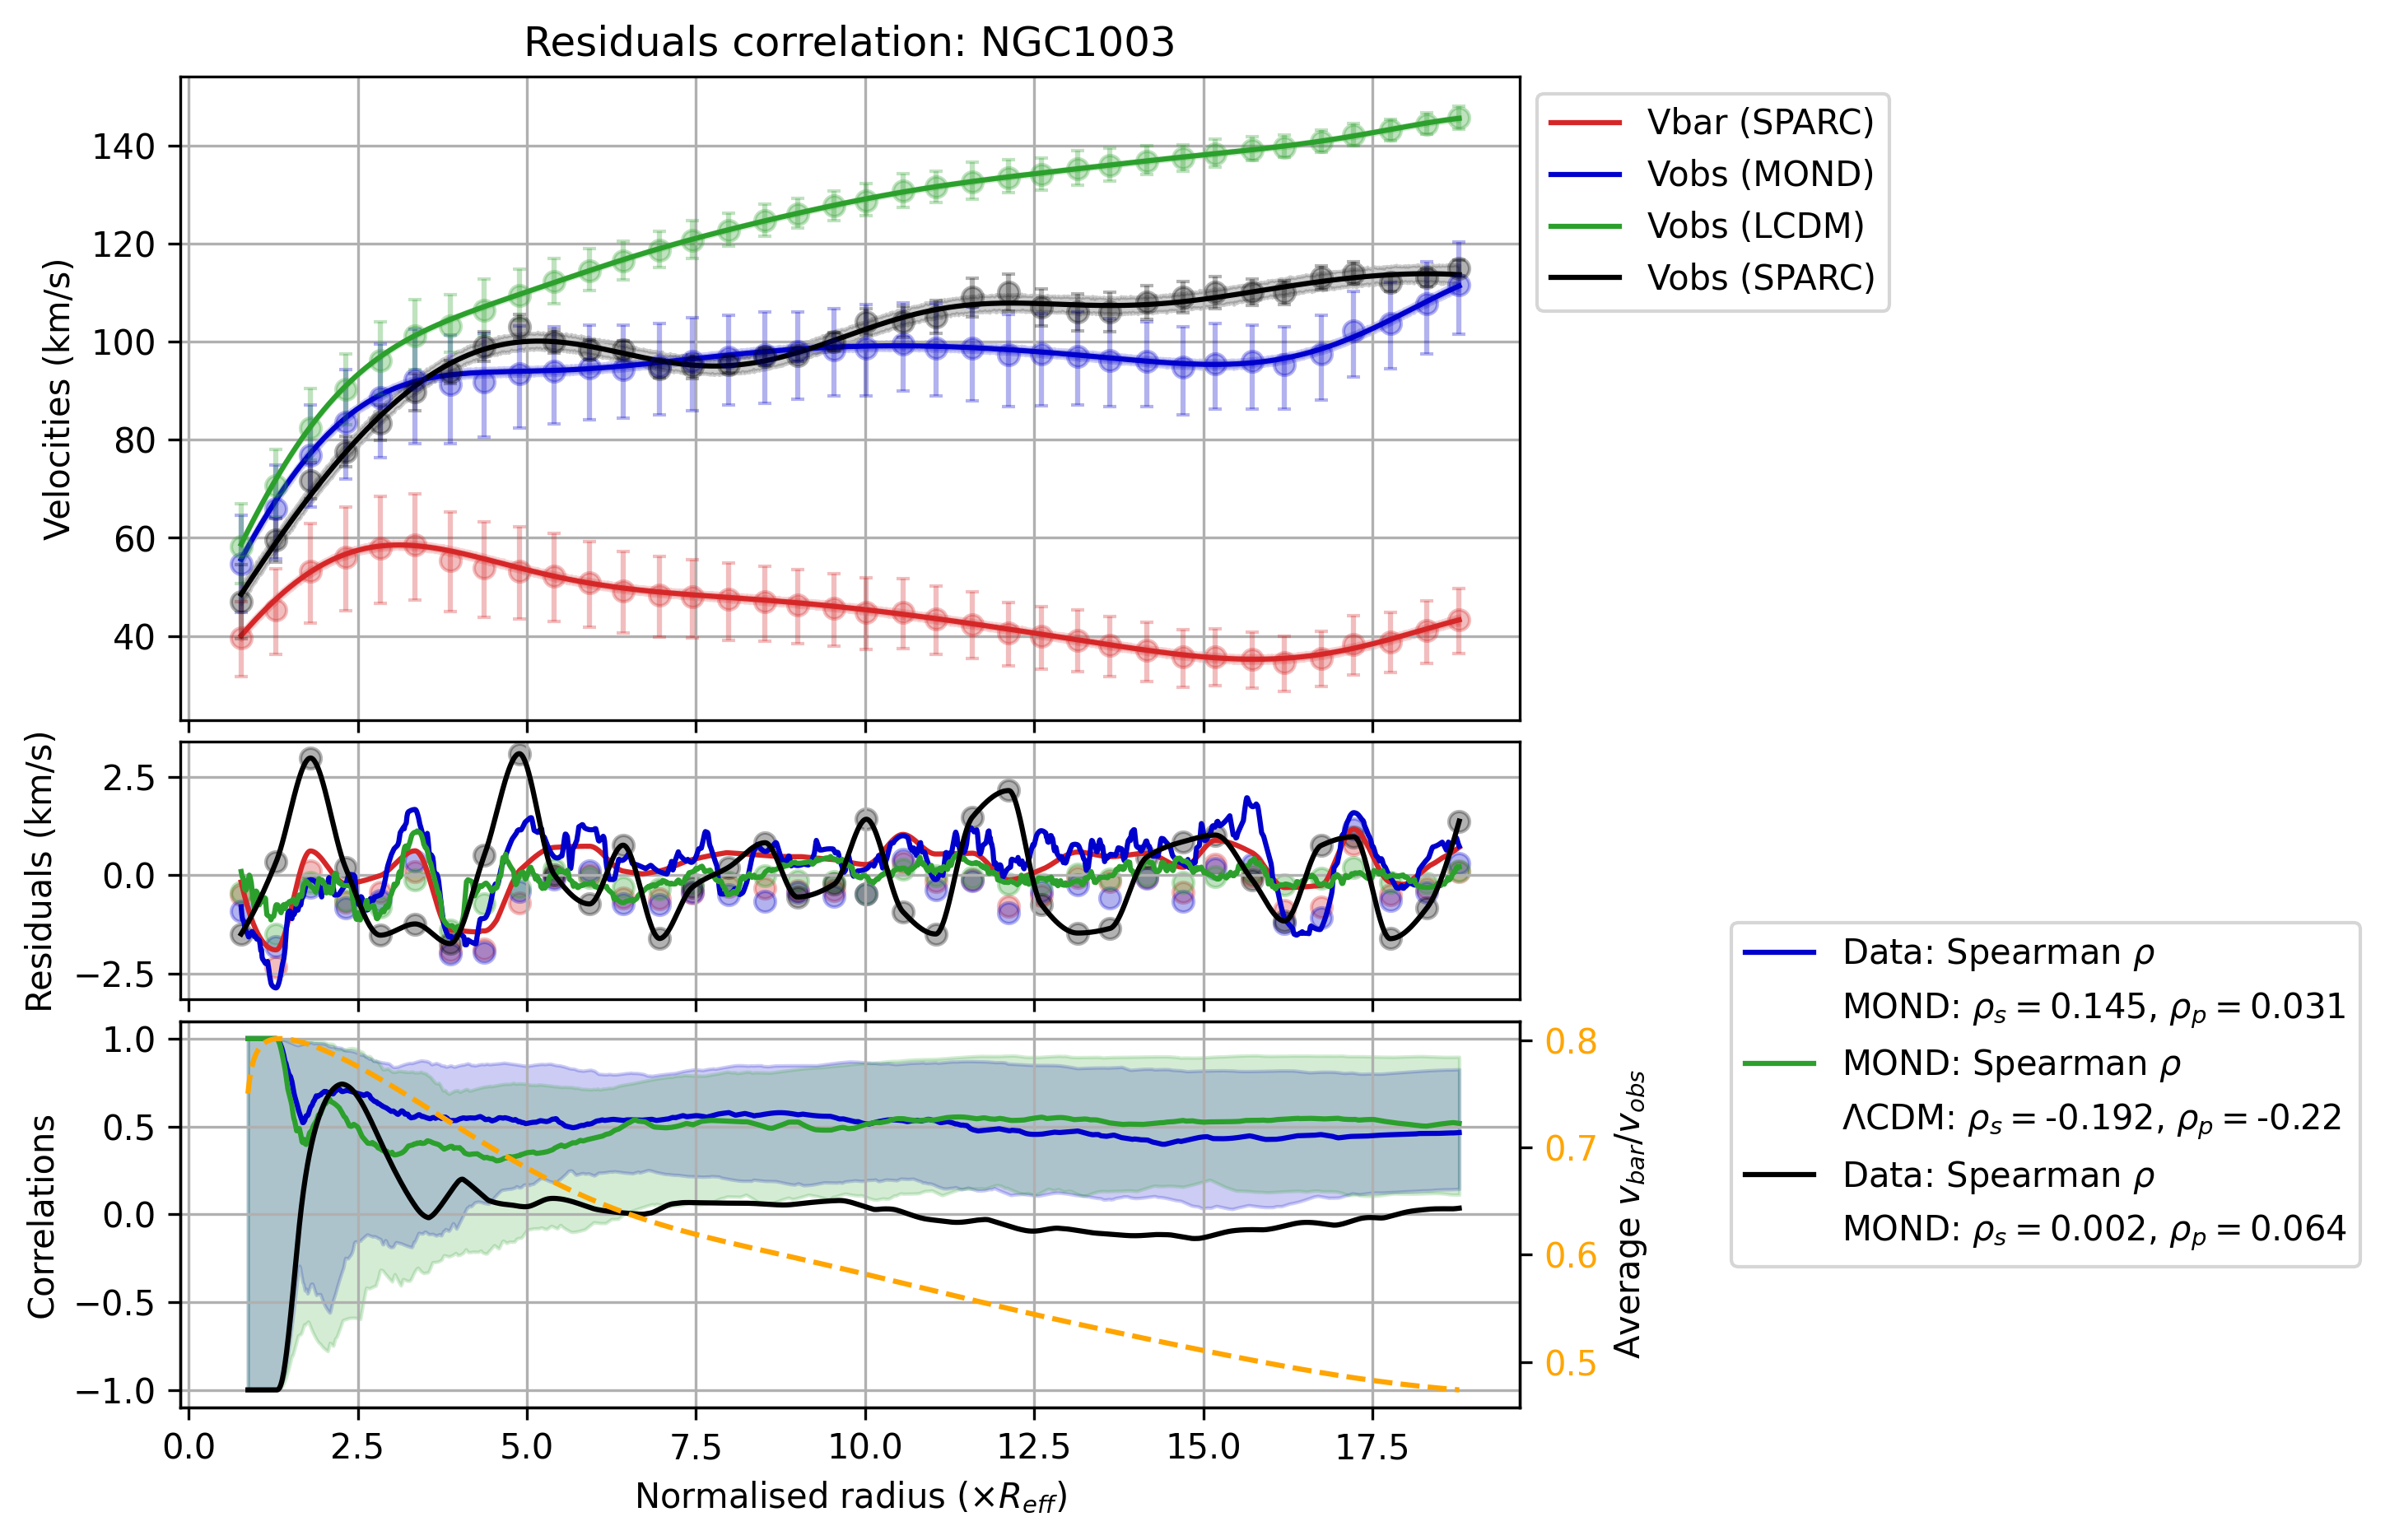 Residuals correlation: NGC1003
Velocities (km/s)
140
120
100
80
60
40
Vbar (SPARC)
Vobs (MOND)
Vobs (LCDM)
Vobs (SPARC)
Residuals (km/s)
2.5
0.0
−2.5
Correlations
1.0
0.5
0.0
−0.5
−1.0
0.8
0.7
0.6
0.5
Average v_bar/v_obs
Data: Spearman ρ
MOND: ρ_s = 0.145, ρ_p = 0.031
MOND: Spearman ρ
ΛCDM: ρ_s = -0.192, ρ_p = -0.22
Data: Spearman ρ
MOND: ρ_s = 0.002, ρ_p = 0.064
0.0 2.5 5.0 7.5 10.0 12.5 15.0 17.5
Normalised radius (×R_eff)